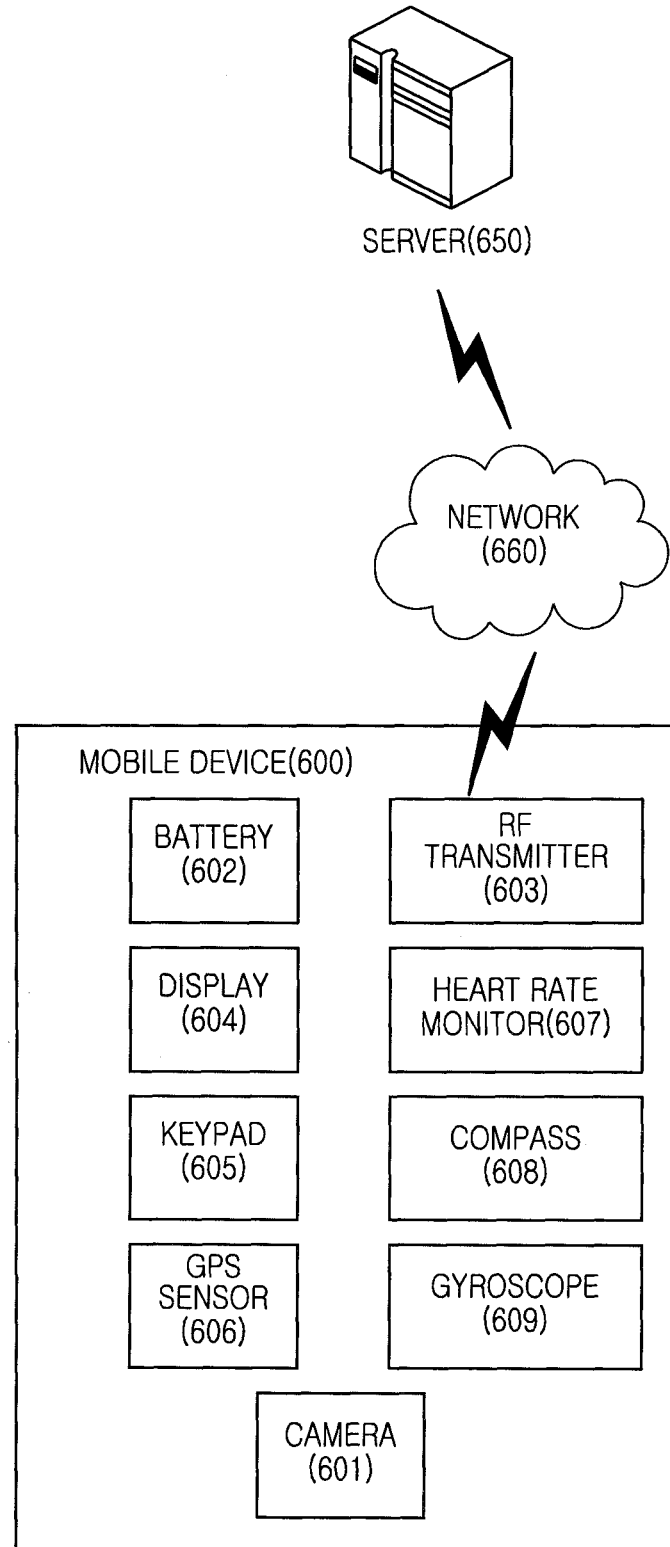 SERVER(650)
NETWORK
(660)
MOBILE DEVICE(600)
BATTERY
(602)
RF
TRANSMITTER
(603)
DISPLAY
(604)
HEART RATE
MONITOR(607)
KEYPAD
(605)
COMPASS
(608)
GPS
SENSOR
(606)
GYROSCOPE
(609)
CAMERA
(601)